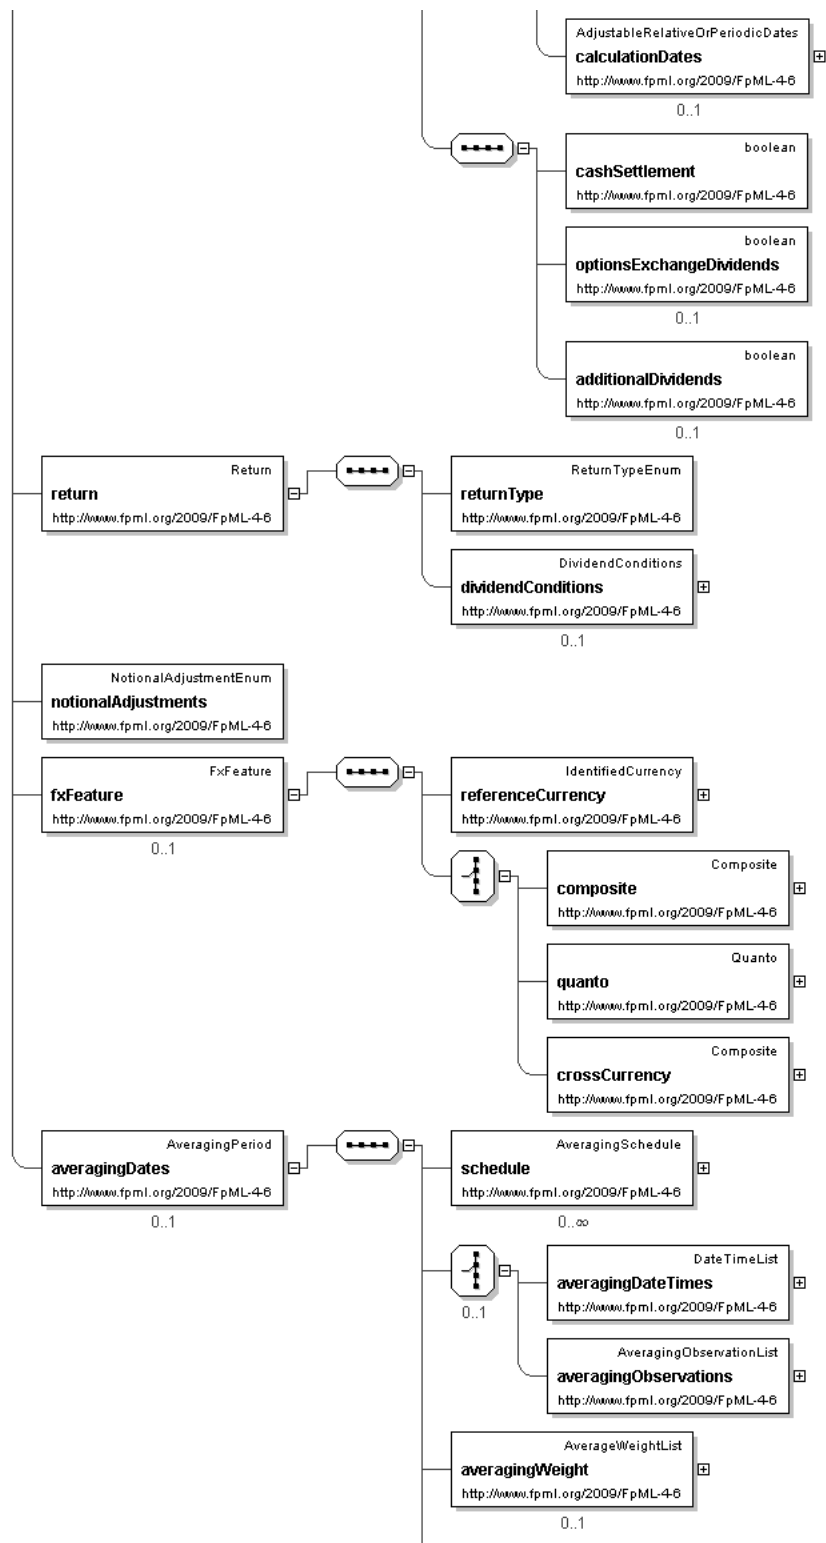 AdjustableRelativeOrPeriodicDates
calculationDates
http://www.fpml.org/2009/FpML-4-6
0..1
boolean
cashSettlement
http://www.fpml.org/2009/FpML-4-6
boolean
optionsExchangeDividends
http://www.fpml.org/2009/FpML-4-6
0..1
boolean
additionalDividends
http://www.fpml.org/2009/FpML-4-6
0..1
Return
return
http://www.fpml.org/2009/FpML-4-6
ReturnTypeEnum
returnType
http://www.fpml.org/2009/FpML-4-6
DividendConditions
dividendConditions
http://www.fpml.org/2009/FpML-4-6
0..1
NotionalAdjustmentEnum
notionalAdjustments
http://www.fpml.org/2009/FpML-4-6
FxFeature
fxFeature
http://www.fpml.org/2009/FpML-4-6
0..1
IdentifiedCurrency
referenceCurrency
http://www.fpml.org/2009/FpML-4-6
Composite
composite
http://www.fpml.org/2009/FpML-4-6
Quanto
quanto
http://www.fpml.org/2009/FpML-4-6
Composite
crossCurrency
http://www.fpml.org/2009/FpML-4-6
AveragingPeriod
averagingDates
http://www.fpml.org/2009/FpML-4-6
0..1
AveragingSchedule
schedule
http://www.fpml.org/2009/FpML-4-6
0..∞
0..1
DateTimeList
averagingDateTimes
http://www.fpml.org/2009/FpML-4-6
AveragingObservationList
averagingObservations
http://www.fpml.org/2009/FpML-4-6
AverageWeightList
averagingWeight
http://www.fpml.org/2009/FpML-4-6
0..1